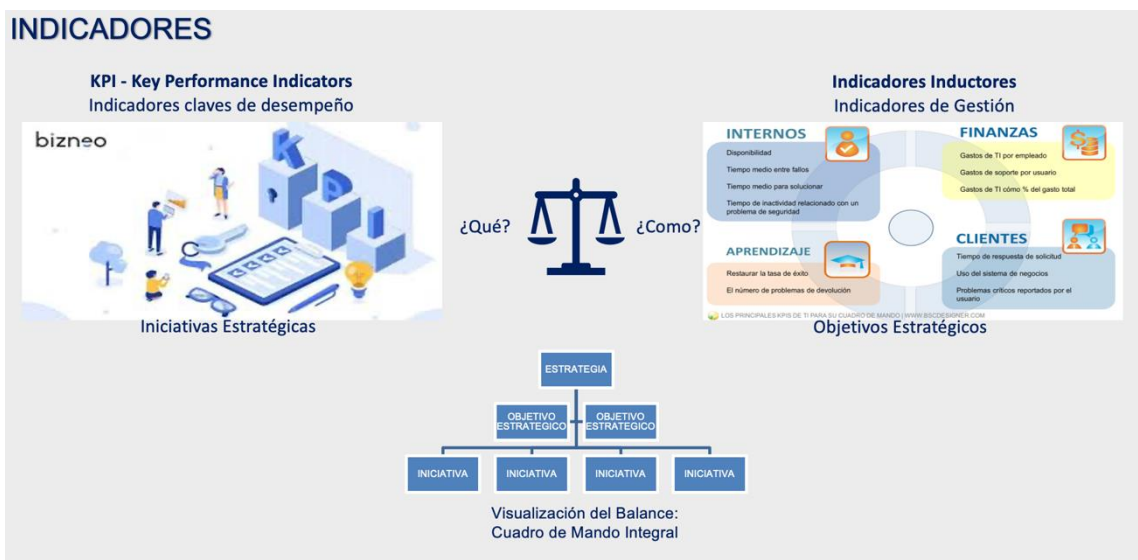 INDICADORES
KPI - Key Performance Indicators
Indicadores claves de desempeño
bizneo
K
P
I
Iniciativas Estratégicas
¿Qué?
¿Como?
Indicadores Inductores
Indicadores de Gestión
INTERNOS
Disponibilidad
Tiempo medio entre fallos
Tiempo medio para solucionar
Tiempo de inactividad relacionado con un
problema de seguridad
FINANZAS
Gastos de TI por empleado
Gastos de soporte por usuario
Gastos de TI cómo % del gasto total
APRENDIZAJE
Restaurar la tasa de éxito
El número de problemas de devolución
CLIENTES
Tiempo de respuesta de solicitud
Uso del sistema de negocios
Problemas críticos reportados por el
usuario
LOS PRINCIPALES KPIS DE TI PARA SU CUADRO DE MANDO | WWW.BSCDESIGNER.COM
Objetivos Estratégicos
ESTRATEGIA
OBJETIVO
ESTRATEGICO
OBJETIVO
ESTRATEGICO
INICIATIVA
INICIATIVA
INICIATIVA
INICIATIVA
Visualización del Balance:
Cuadro de Mando Integral